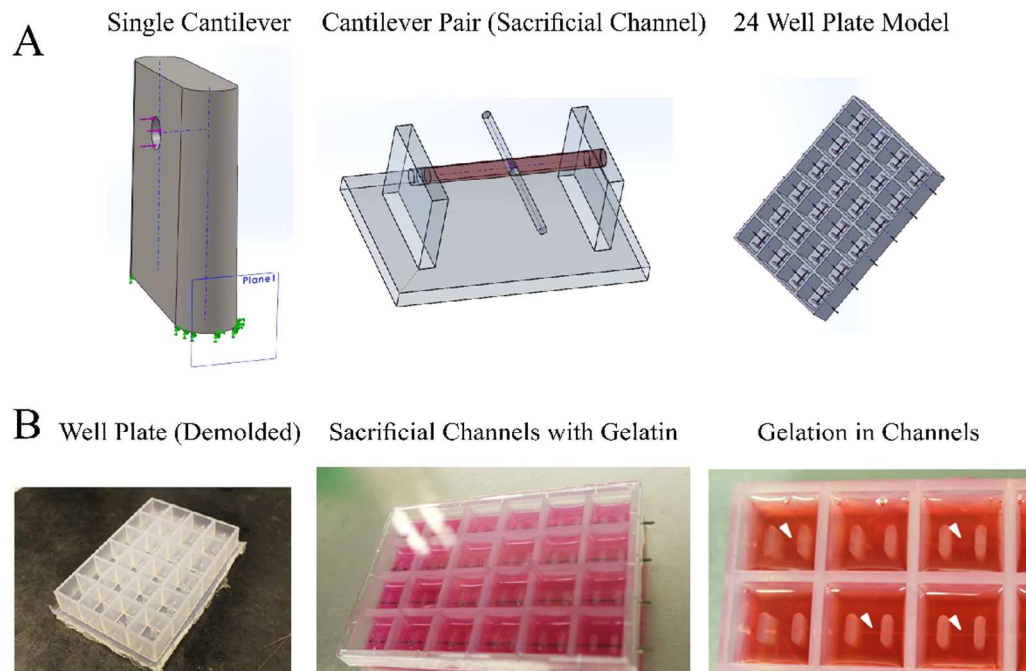 A
Single Cantilever
Cantilever Pair (Sacrificial Channel)
24 Well Plate Model
Plane1
B
Well Plate (Demolded)
Sacrificial Channels with Gelatin
Gelation in Channels